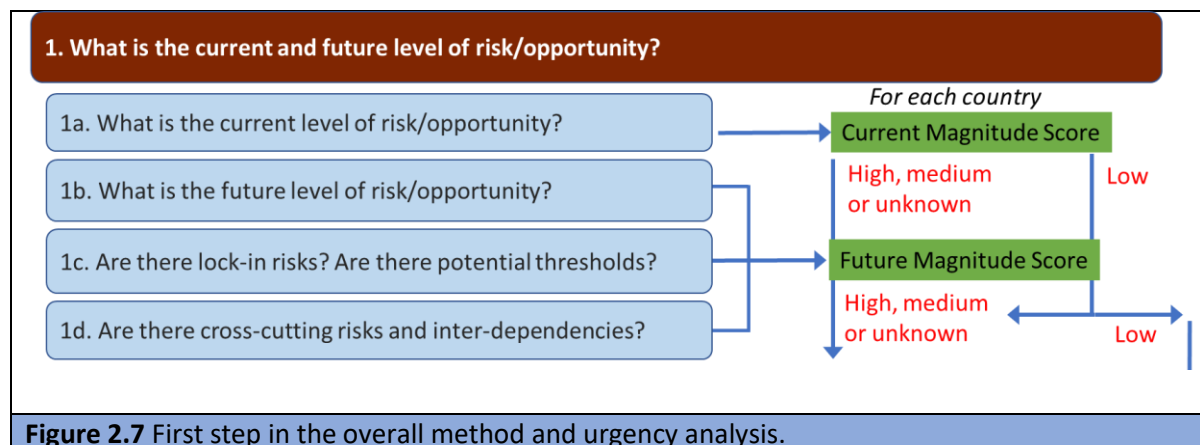 1. What is the current and future level of risk/opportunity?
For each country
1a. What is the current level of risk/opportunity?
Current Magnitude Score
High, medium
or unknown
Low
1b. What is the future level of risk/opportunity?
1c. Are there lock-in risks? Are there potential thresholds?
Future Magnitude Score
High, medium
or unknown
Low
1d. Are there cross-cutting risks and inter-dependencies?
Figure 2.7 First step in the overall method and urgency analysis.